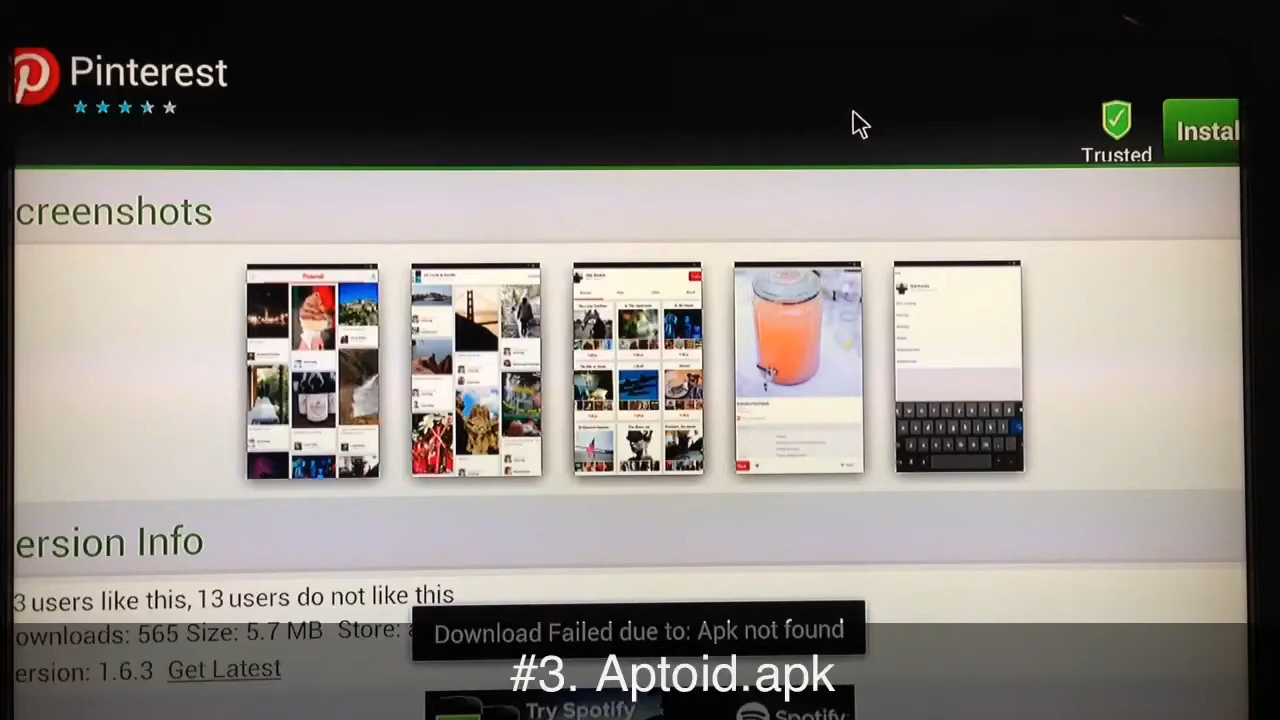 Pinterest
Trusted
Instal
creenshots
ersion Info
3 users like this, 13 users do not like this
ownloads: 565 Size: 5.7 MB Store: a
ersion: 1.6.3 Get Latest
Download Failed due to: Apk not found
#3. Aptoid.apk
Try Spotify
Spotify